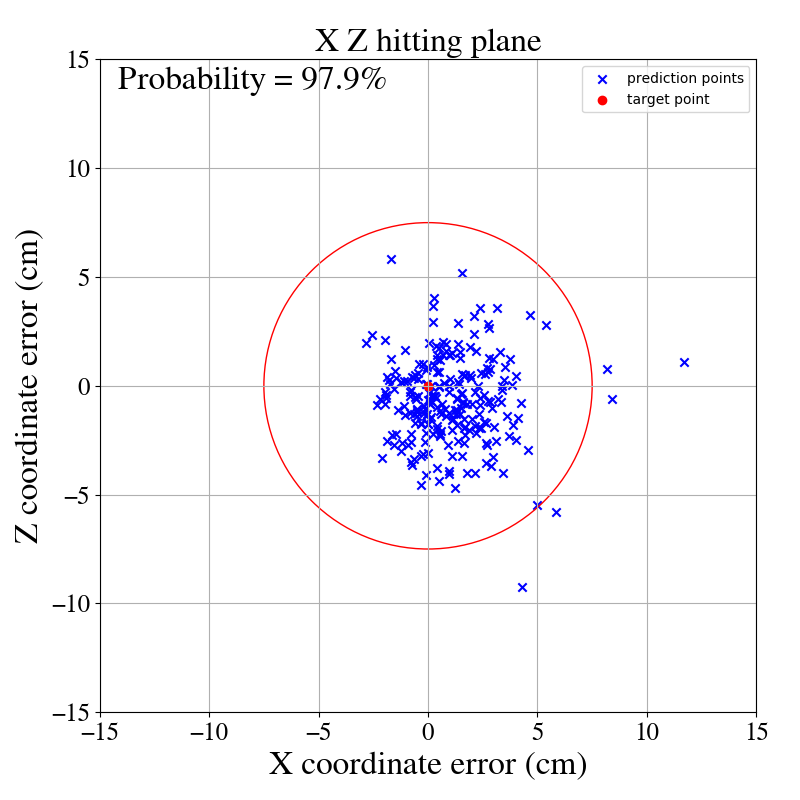 X Z hitting plane
Probability = 97.9%
prediction points
target point
Z coordinate error (cm)
15
10
5
0
−5
−10
−15
−15 −10 −5 0 5 10 15
X coordinate error (cm)